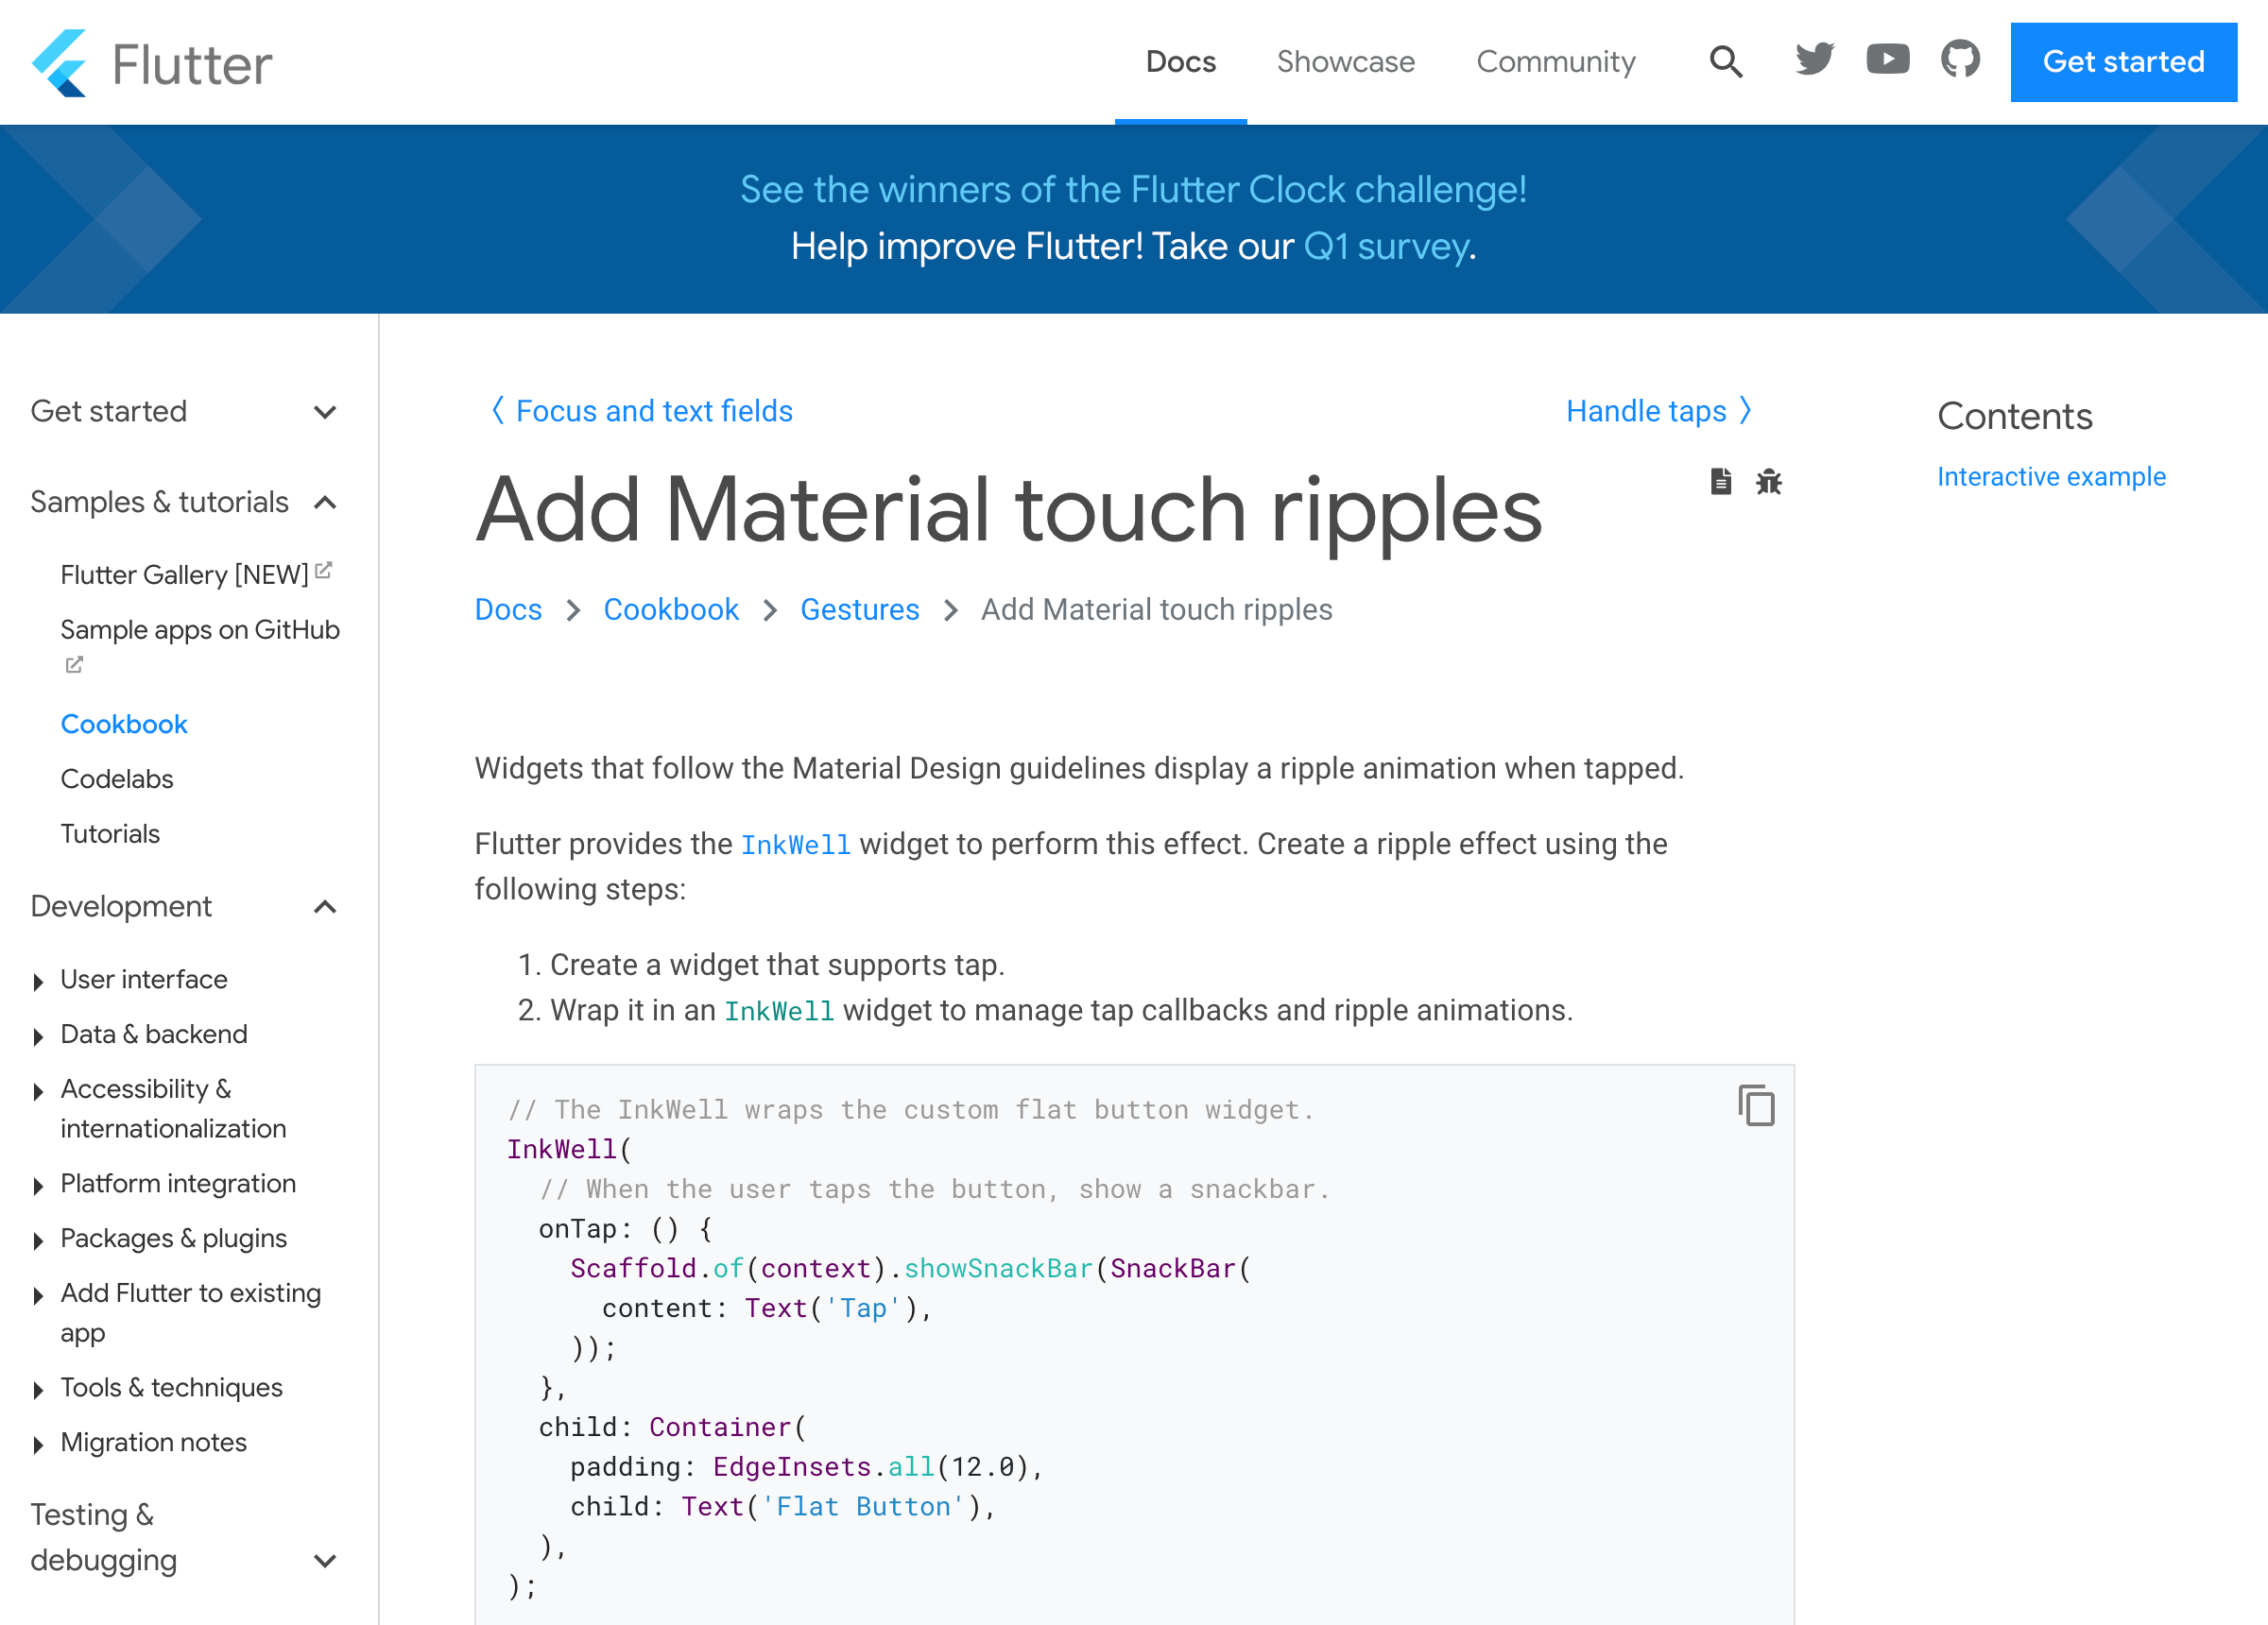 Flutter
Docs Showcase Community Get started
See the winners of the Flutter Clock challenge!
Help improve Flutter! Take our Q1 survey.
Get started
Samples & tutorials
Flutter Gallery [NEW]
Sample apps on GitHub
Cookbook
Codelabs
Tutorials
Development
User interface
Data & backend
Accessibility &
internationalization
Platform integration
Packages & plugins
Add Flutter to existing
app
Tools & techniques
Migration notes
Testing &
debugging
〈 Focus and text fields
Handle taps 〉
Add Material touch ripples
Docs > Cookbook > Gestures > Add Material touch ripples
Widgets that follow the Material Design guidelines display a ripple animation when tapped.
Flutter provides the InkWell widget to perform this effect. Create a ripple effect using the
following steps:
1. Create a widget that supports tap.
2. Wrap it in an InkWell widget to manage tap callbacks and ripple animations.
// The InkWell wraps the custom flat button widget.
InkWell(
  // When the user taps the button, show a snackbar.
  onTap: () {
    Scaffold.of(context).showSnackBar(SnackBar(
      content: Text('Tap'),
    ));
  },
  child: Container(
    padding: EdgeInsets.all(12.0),
    child: Text('Flat Button'),
  ),
);
Contents
Interactive example